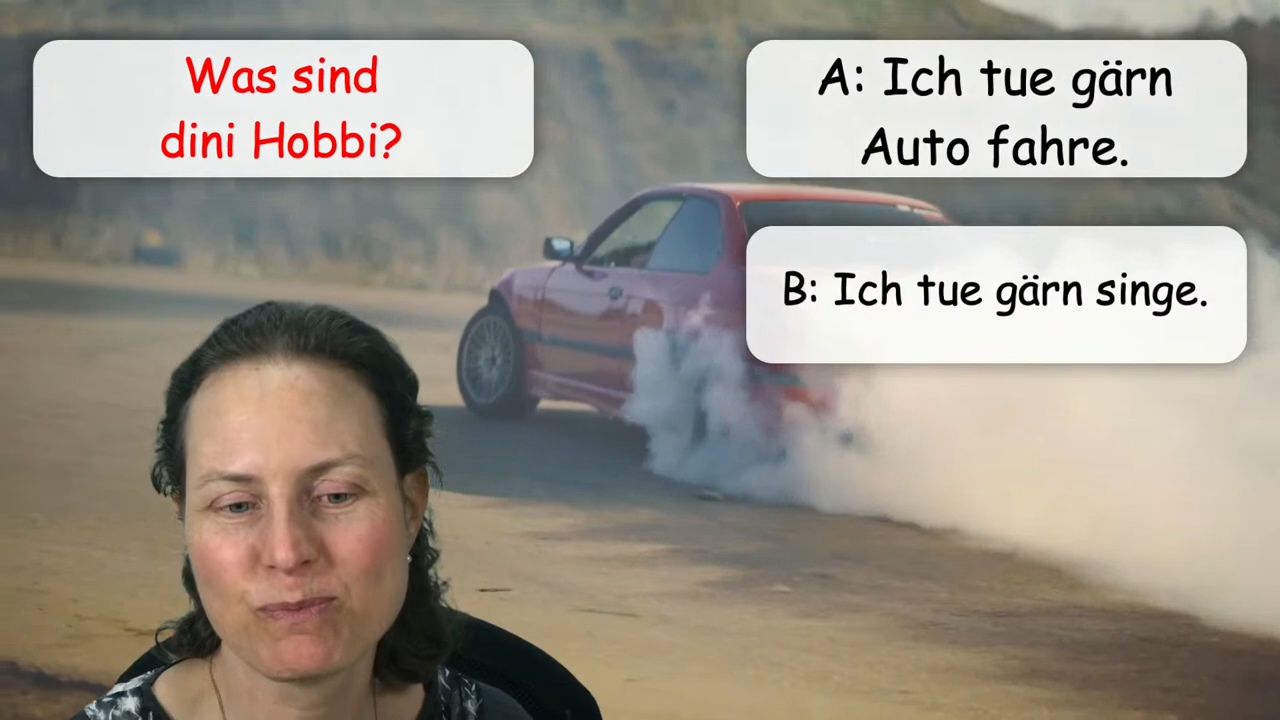 Was sind
dini Hobbi?
A: Ich tue gärn
Auto fahre.
B: Ich tue gärn singe.